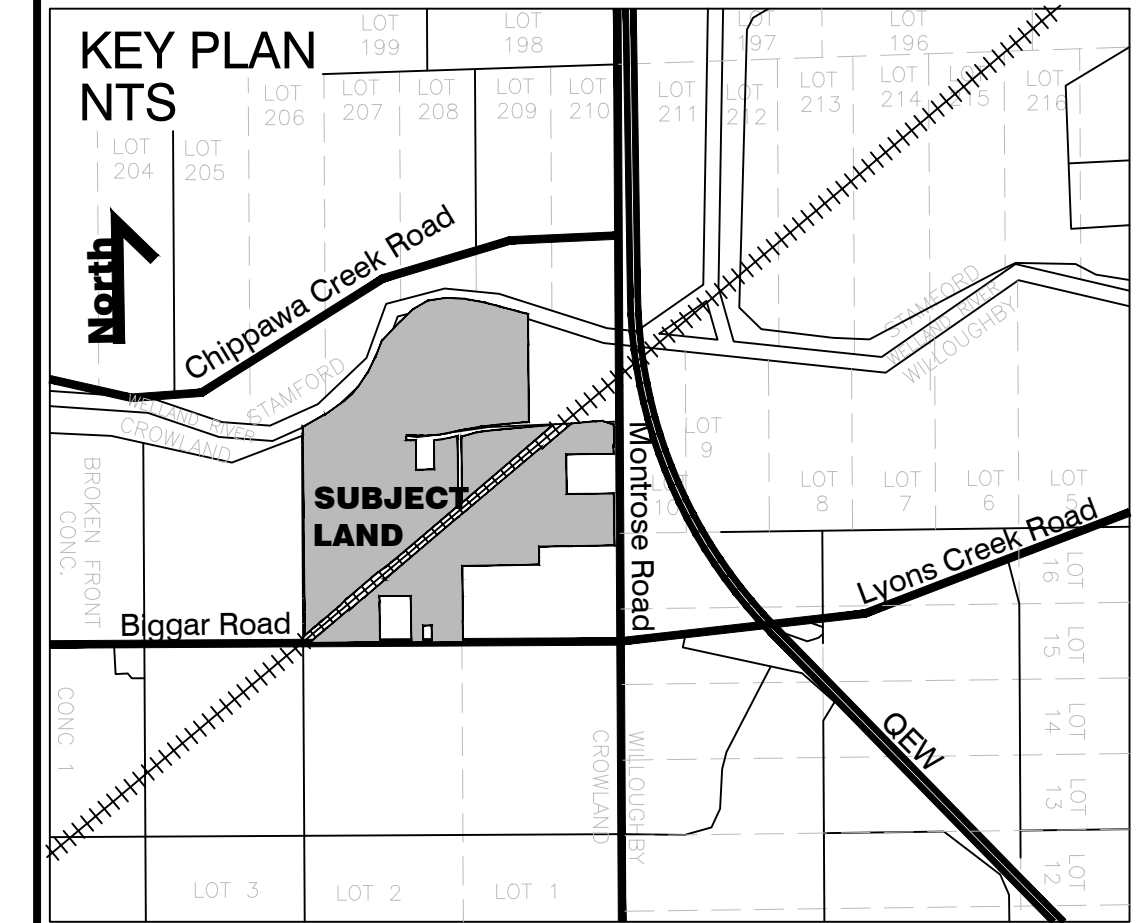 KEY PLAN
NTS
LOT
199
LOT
198
LOT
197
LOT
196
LOT
206
LOT
207
LOT
208
LOT
209
LOT
210
LOT
211
LOT
212
LOT
213
LOT
214
LOT
215
LOT
216
LOT
204
LOT
205
North
Chippawa Creek Road
STAMFORD
WELLAND RIVER
WILLOUGHBY
WELLAND RIVER
STAMFORD
CROWLAND
LOT
9
LOT
10
LOT
8
LOT
7
LOT
6
LOT
5
BROKEN FRONT
CONC.
SUBJECT
LAND
Montrose Road
Lyons Creek Road
Biggar Road
LOT
16
LOT
15
LOT
14
LOT
13
LOT
12
CONC 1
CROWLAND
WILLOUGHBY
QEW
LOT 3
LOT 2
LOT 1